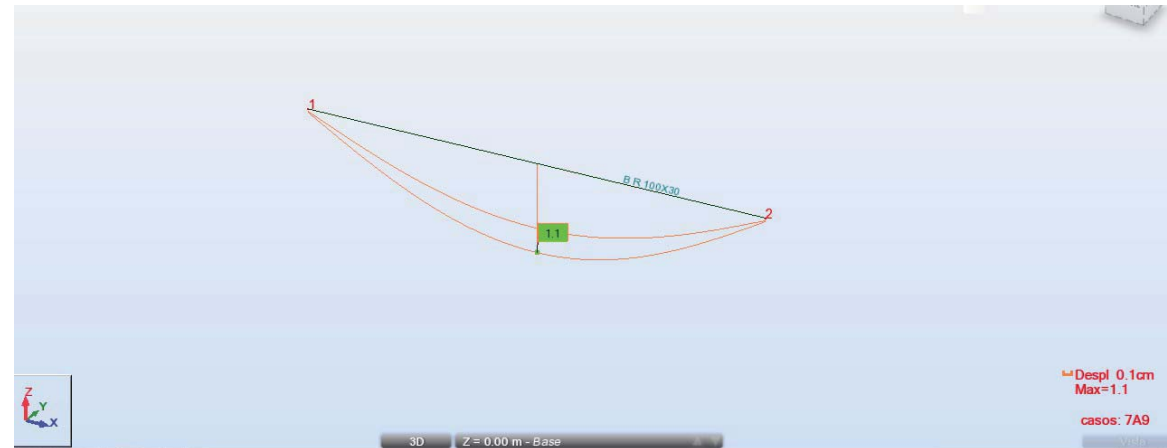 1
B R 100X30
2
1.1
Despl 0.1cm
Max=1.1
casos: 7A9
Z
Y
X
3D
Z = 0.00 m - Base